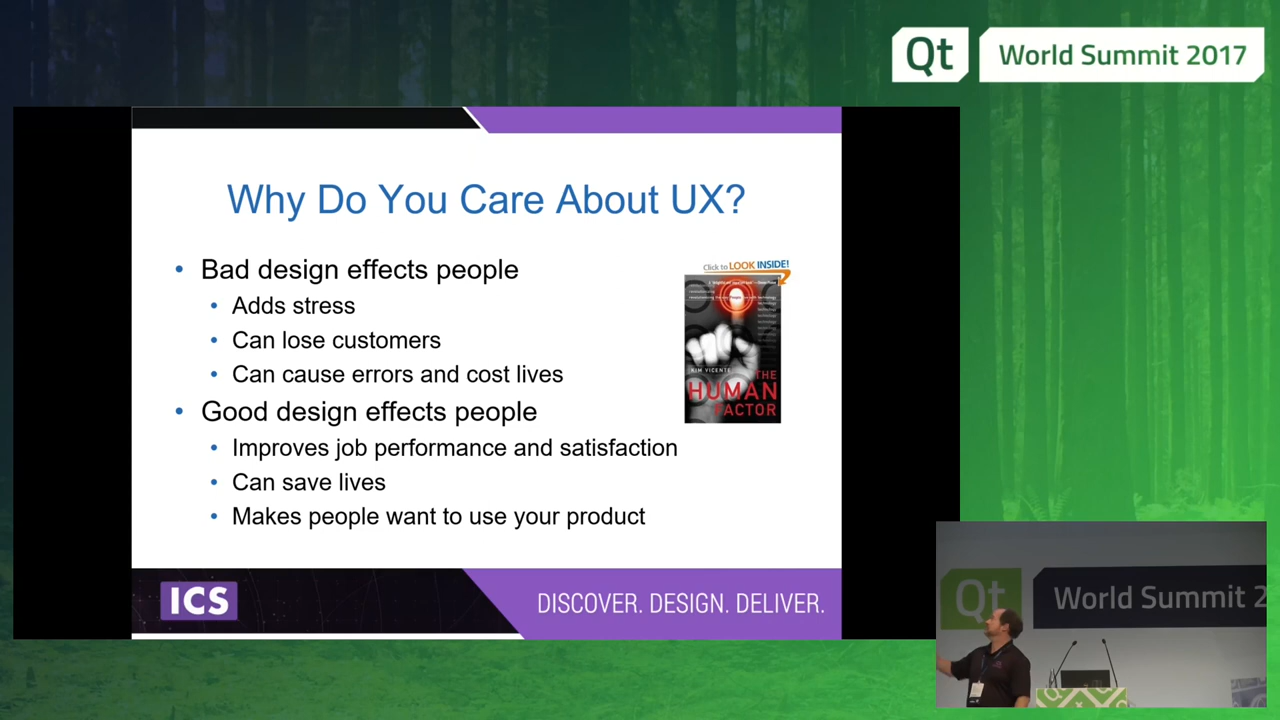 Qt World Summit 2017
Why Do You Care About UX?
• Bad design effects people
• Adds stress
• Can lose customers
• Can cause errors and cost lives
• Good design effects people
• Improves job performance and satisfaction
• Can save lives
• Makes people want to use your product
Click to LOOK INSIDE!
KIM VICENTE
THE
HUMAN
FACTOR
ICS
DISCOVER. DESIGN. DELIVER.
Qt World Summit 2